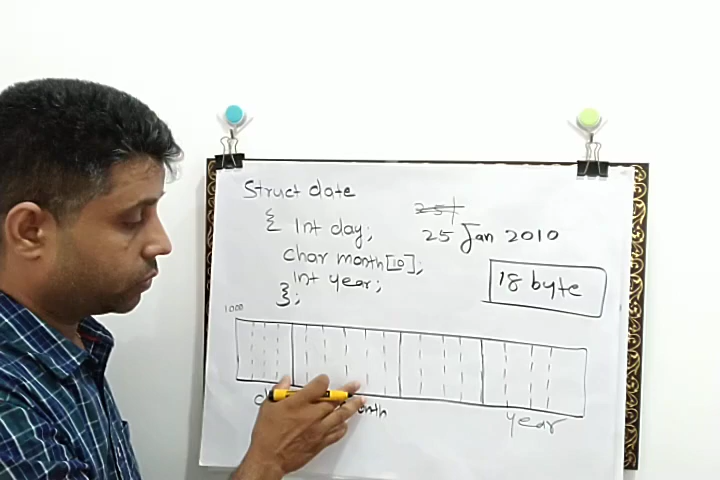 Struct date
{ Int day;
char month[10];
int year;
};
25 Jan 2010
18 byte
1000
year